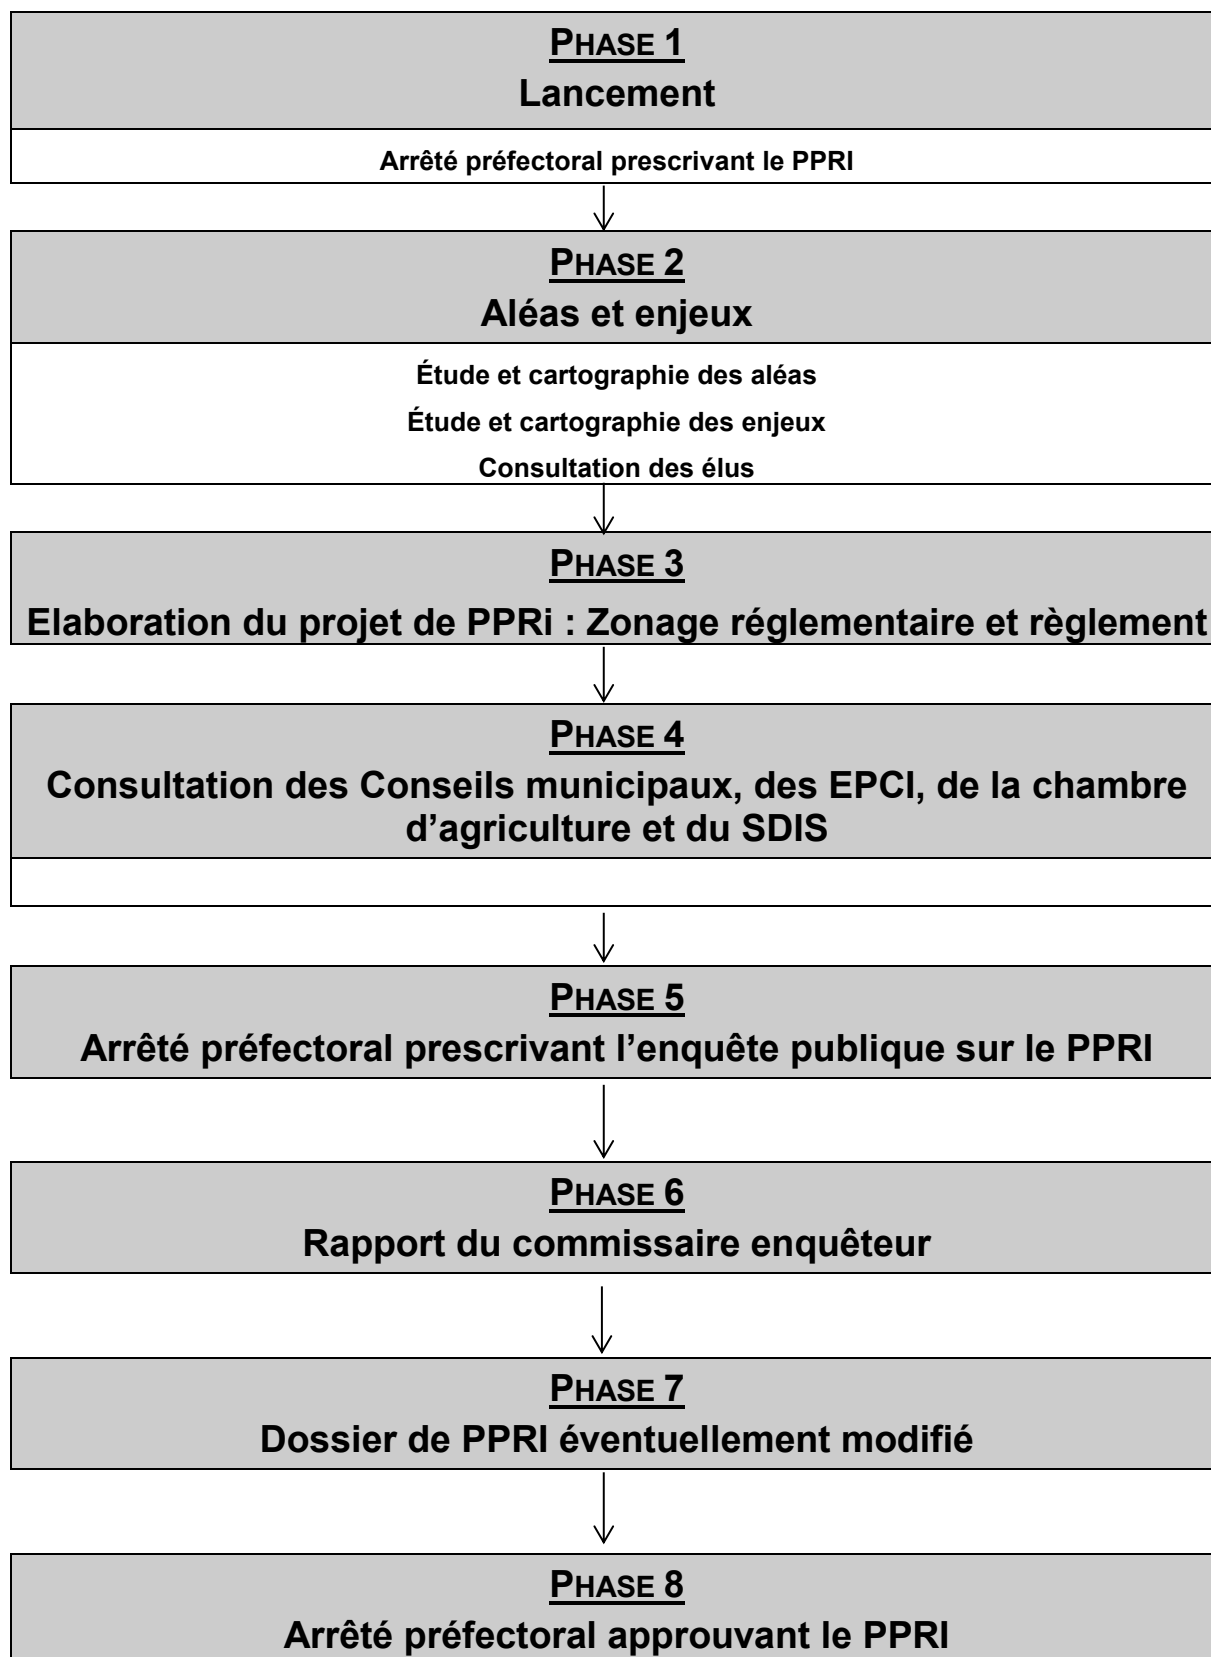 PHASE 1
Lancement
Arrêté préfectoral prescrivant le PPRI
PHASE 2
Aléas et enjeux
Étude et cartographie des aléas
Étude et cartographie des enjeux
Consultation des élus
PHASE 3
Elaboration du projet de PPRi : Zonage réglementaire et règlement
PHASE 4
Consultation des Conseils municipaux, des EPCI, de la chambre
d’agriculture et du SDIS
PHASE 5
Arrêté préfectoral prescrivant l’enquête publique sur le PPRI
PHASE 6
Rapport du commissaire enquêteur
PHASE 7
Dossier de PPRI éventuellement modifié
PHASE 8
Arrêté préfectoral approuvant le PPRI